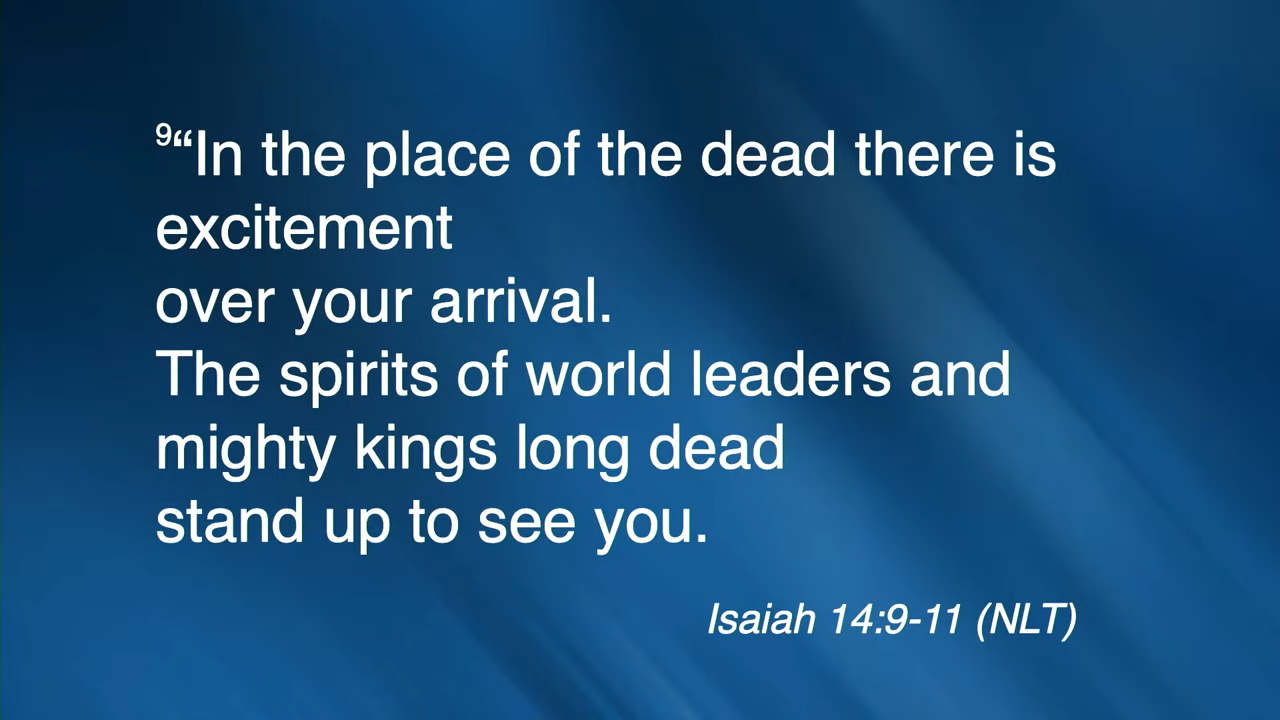 9“In the place of the dead there is
excitement
over your arrival.
The spirits of world leaders and
mighty kings long dead
stand up to see you.
Isaiah 14:9-11 (NLT)